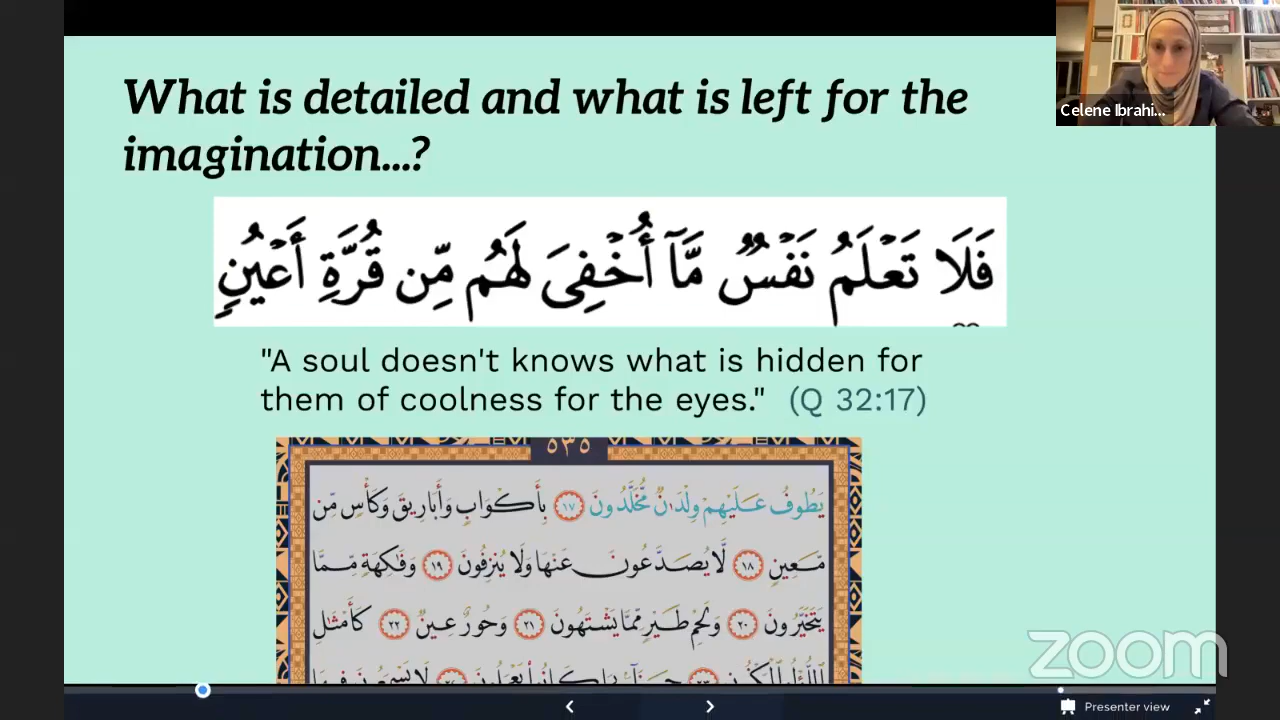 What is detailed and what is left for the
imagination...?
Celene Ibrahi...
فَلَا تَعْلَمُ نَفْسٌ مَّآ أُخْفِىَ لَهُم مِّن قُرَّةِ أَعْيُنٍ
"A soul doesn't knows what is hidden for
them of coolness for the eyes." (Q 32:17)
٥٣٥
يَطُوفُ عَلَيْهِمْ وِلْدَٰنٌ مُّخَلَّدُونَ ١٧ بِأَكْوَابٍ وَأَبَارِيقَ وَكَأْسٍ مِّن
مَّعِينٍ ١٨ لَّا يُصَدَّعُونَ عَنْهَا وَلَا يُنزِفُونَ ١٩ وَفَٰكِهَةٍ مِّمَّا
يَتَخَيَّرُونَ ٢٠ وَلَحْمِ طَيْرٍ مِّمَّا يَشْتَهُونَ ٢١ وَحُورٌ عِينٌ ٢٢ كَأَمْثَٰلِ
zoom
Presenter view